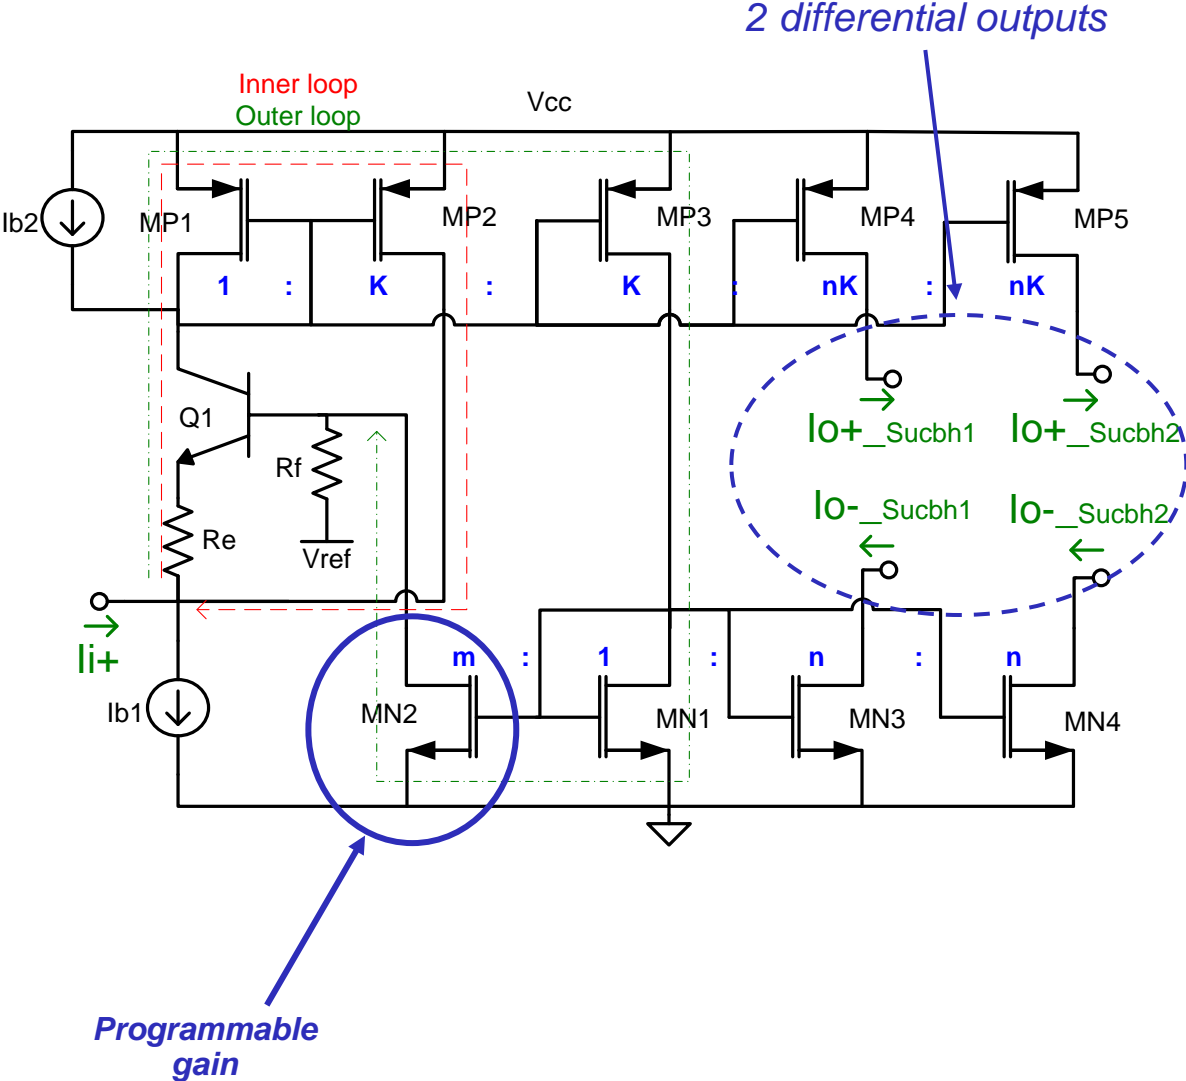 2 differential outputs
Inner loop
Outer loop
Vcc
Ib2
MP1
MP2
MP3
MP4
MP5
1 : K : K : nK : nK
Q1
Rf
Io+_Sucbh1
Io+_Sucbh2
Re
Vref
Io-_Sucbh1
Io-_Sucbh2
Ii+
m : 1 : n : n
Ib1
MN2
MN1
MN3
MN4
Programmable
gain